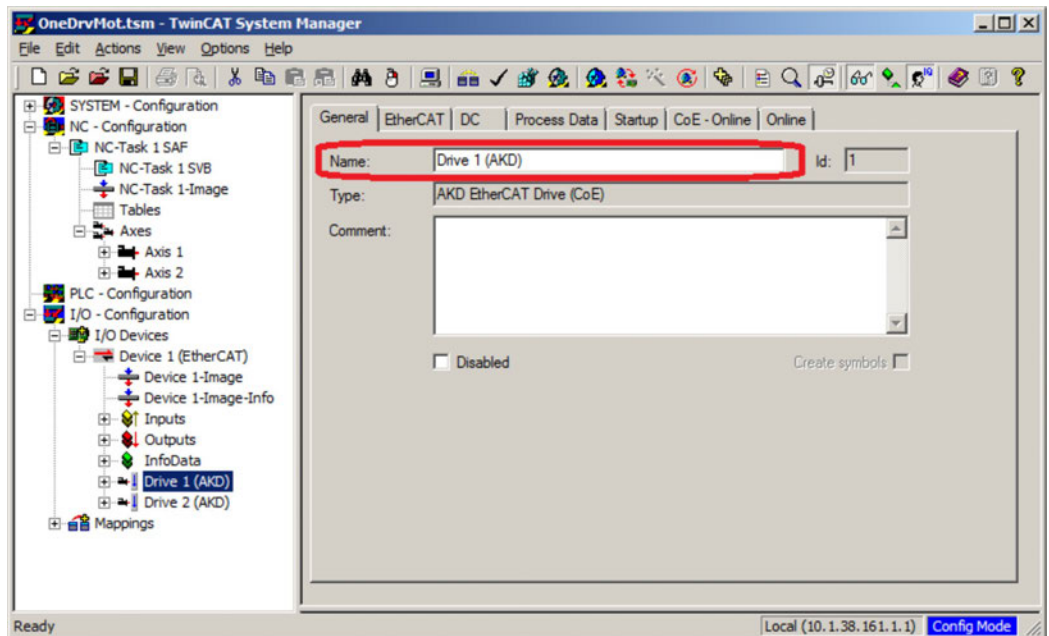 OneDrvMot.tsm - TwinCAT System Manager
File Edit Actions View Options Help
SYSTEM - Configuration
NC - Configuration
NC-Task 1 SAF
NC-Task 1 SVB
NC-Task 1-Image
Tables
Axes
Axis 1
Axis 2
PLC - Configuration
I/O - Configuration
I/O Devices
Device 1 (EtherCAT)
Device 1-Image
Device 1-Image-Info
Inputs
Outputs
InfoData
Drive 1 (AKD)
Drive 2 (AKD)
Mappings
General EtherCAT DC Process Data Startup CoE - Online Online
Name: Drive 1 (AKD) Id: 1
Type: AKD EtherCAT Drive (CoE)
Comment:
Disabled Create symbols
Ready Local (10.1.38.161.1.1) Config Mode